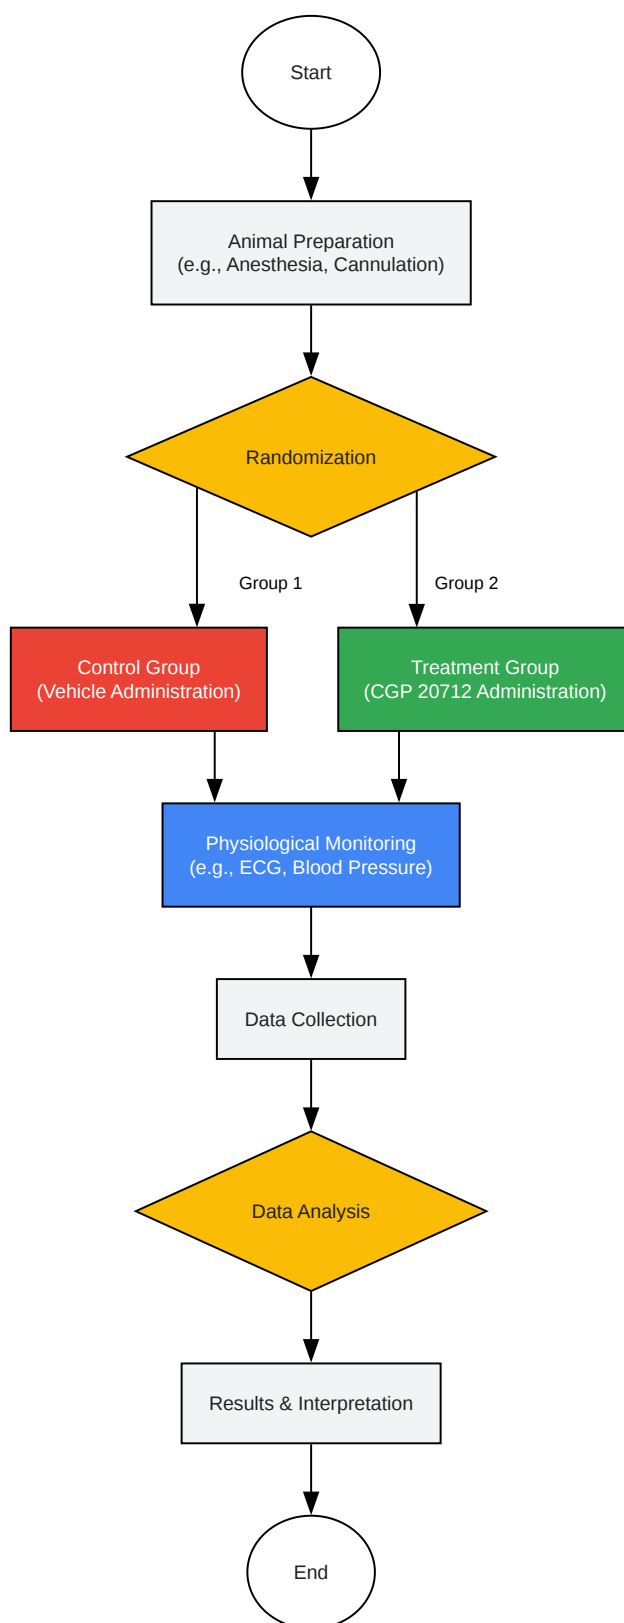 Start
Animal Preparation
(e.g., Anesthesia, Cannulation)
Randomization
Group 1
Group 2
Control Group
(Vehicle Administration)
Treatment Group
(CGP 20712 Administration)
Physiological Monitoring
(e.g., ECG, Blood Pressure)
Data Collection
Data Analysis
Results & Interpretation
End